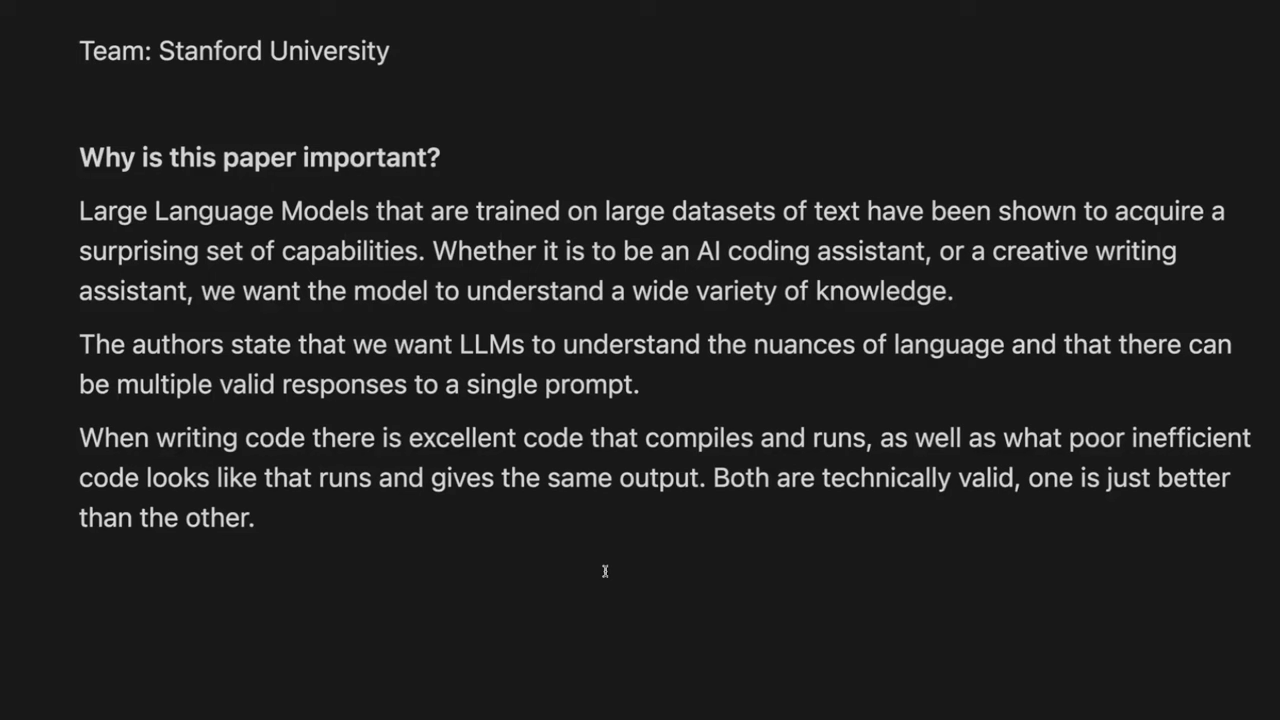 Team: Stanford University
Why is this paper important?
Large Language Models that are trained on large datasets of text have been shown to acquire a
surprising set of capabilities. Whether it is to be an AI coding assistant, or a creative writing
assistant, we want the model to understand a wide variety of knowledge.
The authors state that we want LLMs to understand the nuances of language and that there can
be multiple valid responses to a single prompt.
When writing code there is excellent code that compiles and runs, as well as what poor inefficient
code looks like that runs and gives the same output. Both are technically valid, one is just better
than the other.